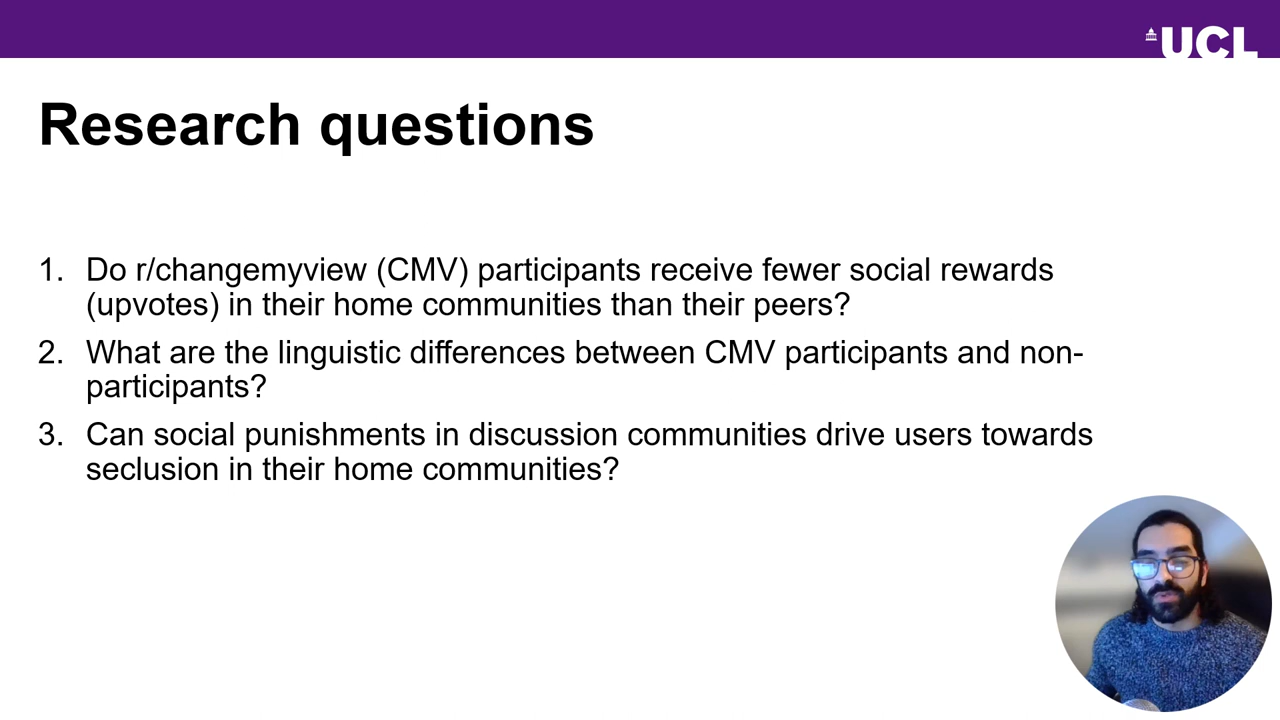 UCL
Research questions
1. Do r/changemyview (CMV) participants receive fewer social rewards
(upvotes) in their home communities than their peers?
2. What are the linguistic differences between CMV participants and non-
participants?
3. Can social punishments in discussion communities drive users towards
seclusion in their home communities?